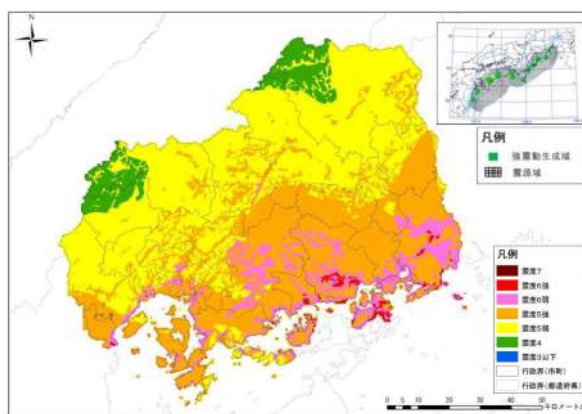 N
凡例
強震動生成域
震源域
凡例
震度7
震度6強
震度6弱
震度5強
震度5弱
震度4
震度3以下
行政界(市町)
行政界(都道府県)
0 5 10 20 30 40 50
キロメートル